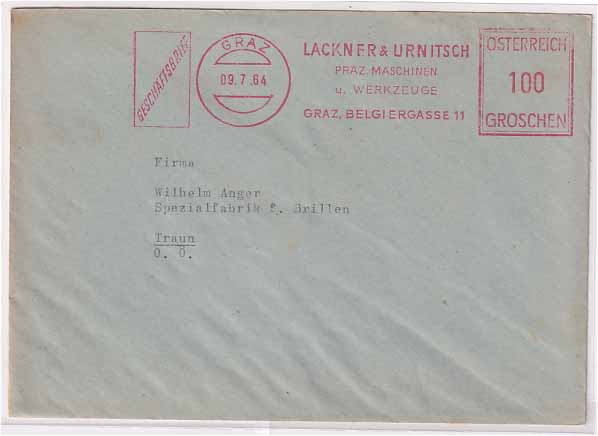 GESCHÄFTSBRIEF
GRAZ
09.7.64
LACKNER & URNITSCH
PRÄZ. MASCHINEN
u. WERKZEUGE
GRAZ, BELGIERGASSE 11
ÖSTERREICH
100
GROSCHEN
Firma
Wilhelm Anger
Spezialfabrik f. Brillen
Traun
O. Ö.